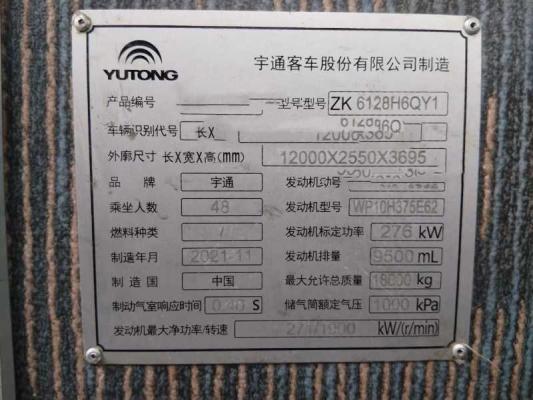 YUTONG 宇通客车股份有限公司制造
产品编号 型号 ZK 6128H6QY1
车辆识别代号
外廓尺寸 长X宽X高(mm) 12000X2550X3695
品 牌 宇通 发动机号
乘坐人数 48 发动机型号 WP10H375E62
燃料种类 发动机标定功率 276 kW
制造年月 2021-11 发动机排量 9500 mL
制造国 中国 最大允许总质量 18000 kg
制动气室响应时间 0.40 S 储气筒额定气压 1000 kPa
发动机最大净功率/转速 kW/(r/min)